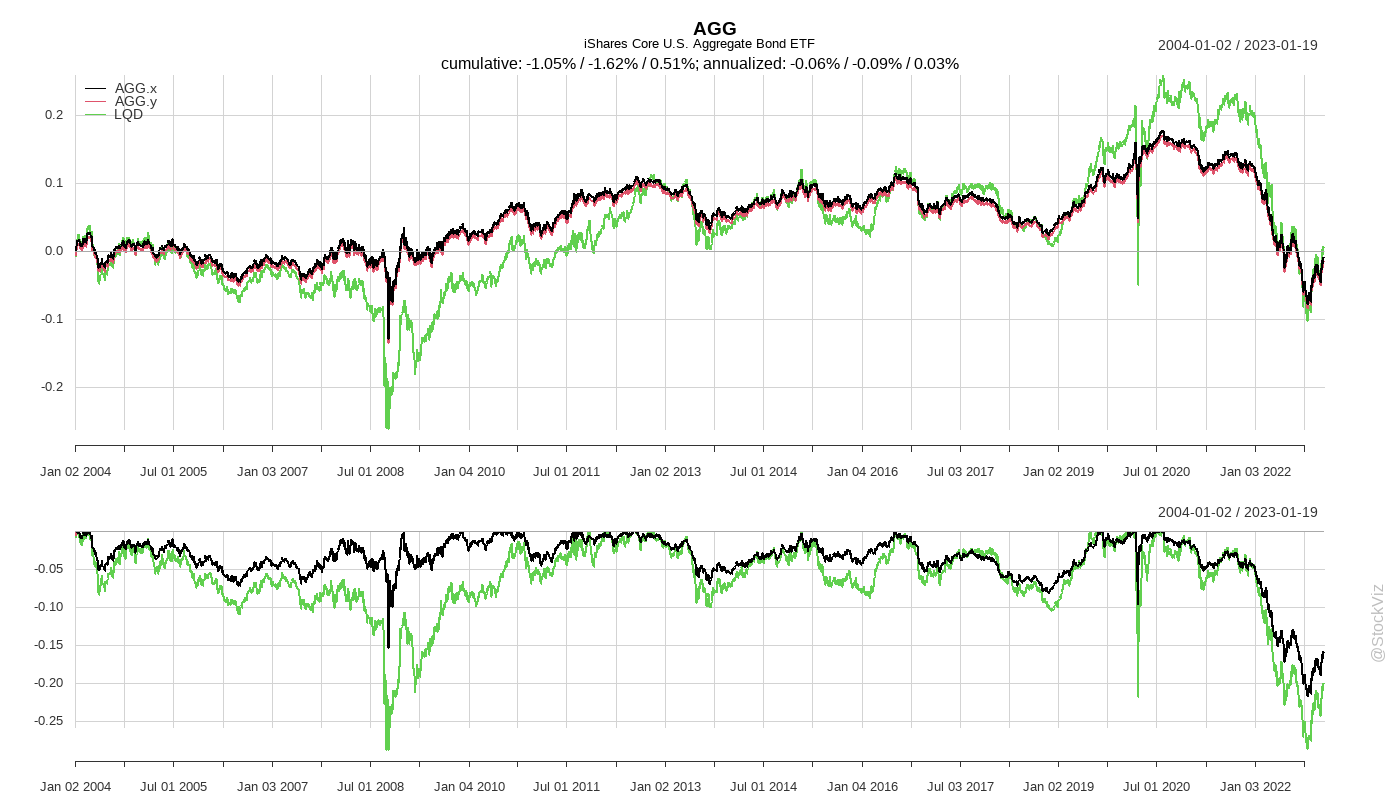 AGG
iShares Core U.S. Aggregate Bond ETF
2004-01-02 / 2023-01-19
cumulative: -1.05% / -1.62% / 0.51%; annualized: -0.06% / -0.09% / 0.03%
AGG.x
AGG.y
LQD
0.2
0.1
0.0
-0.1
-0.2
Jan 02 2004 Jul 01 2005 Jan 03 2007 Jul 01 2008 Jan 04 2010 Jul 01 2011 Jan 02 2013 Jul 01 2014 Jan 04 2016 Jul 03 2017 Jan 02 2019 Jul 01 2020 Jan 03 2022
2004-01-02 / 2023-01-19
-0.05
-0.10
-0.15
-0.20
-0.25
Jan 02 2004 Jul 01 2005 Jan 03 2007 Jul 01 2008 Jan 04 2010 Jul 01 2011 Jan 02 2013 Jul 01 2014 Jan 04 2016 Jul 03 2017 Jan 02 2019 Jul 01 2020 Jan 03 2022
@StockViz